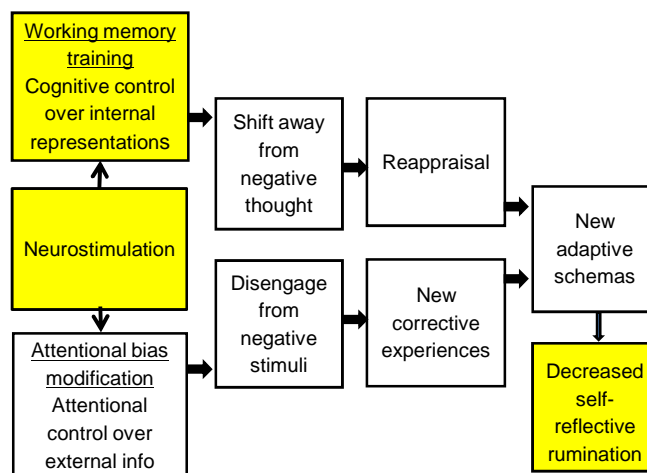 Working memory
training
Cognitive control
over internal
representations
Shift away
from
negative
thought
Reappraisal
Neurostimulation
New
adaptive
schemas
Disengage
from
negative
stimuli
New
corrective
experiences
Attentional bias
modification
Attentional
control over
external info
Decreased
self-
reflective
rumination